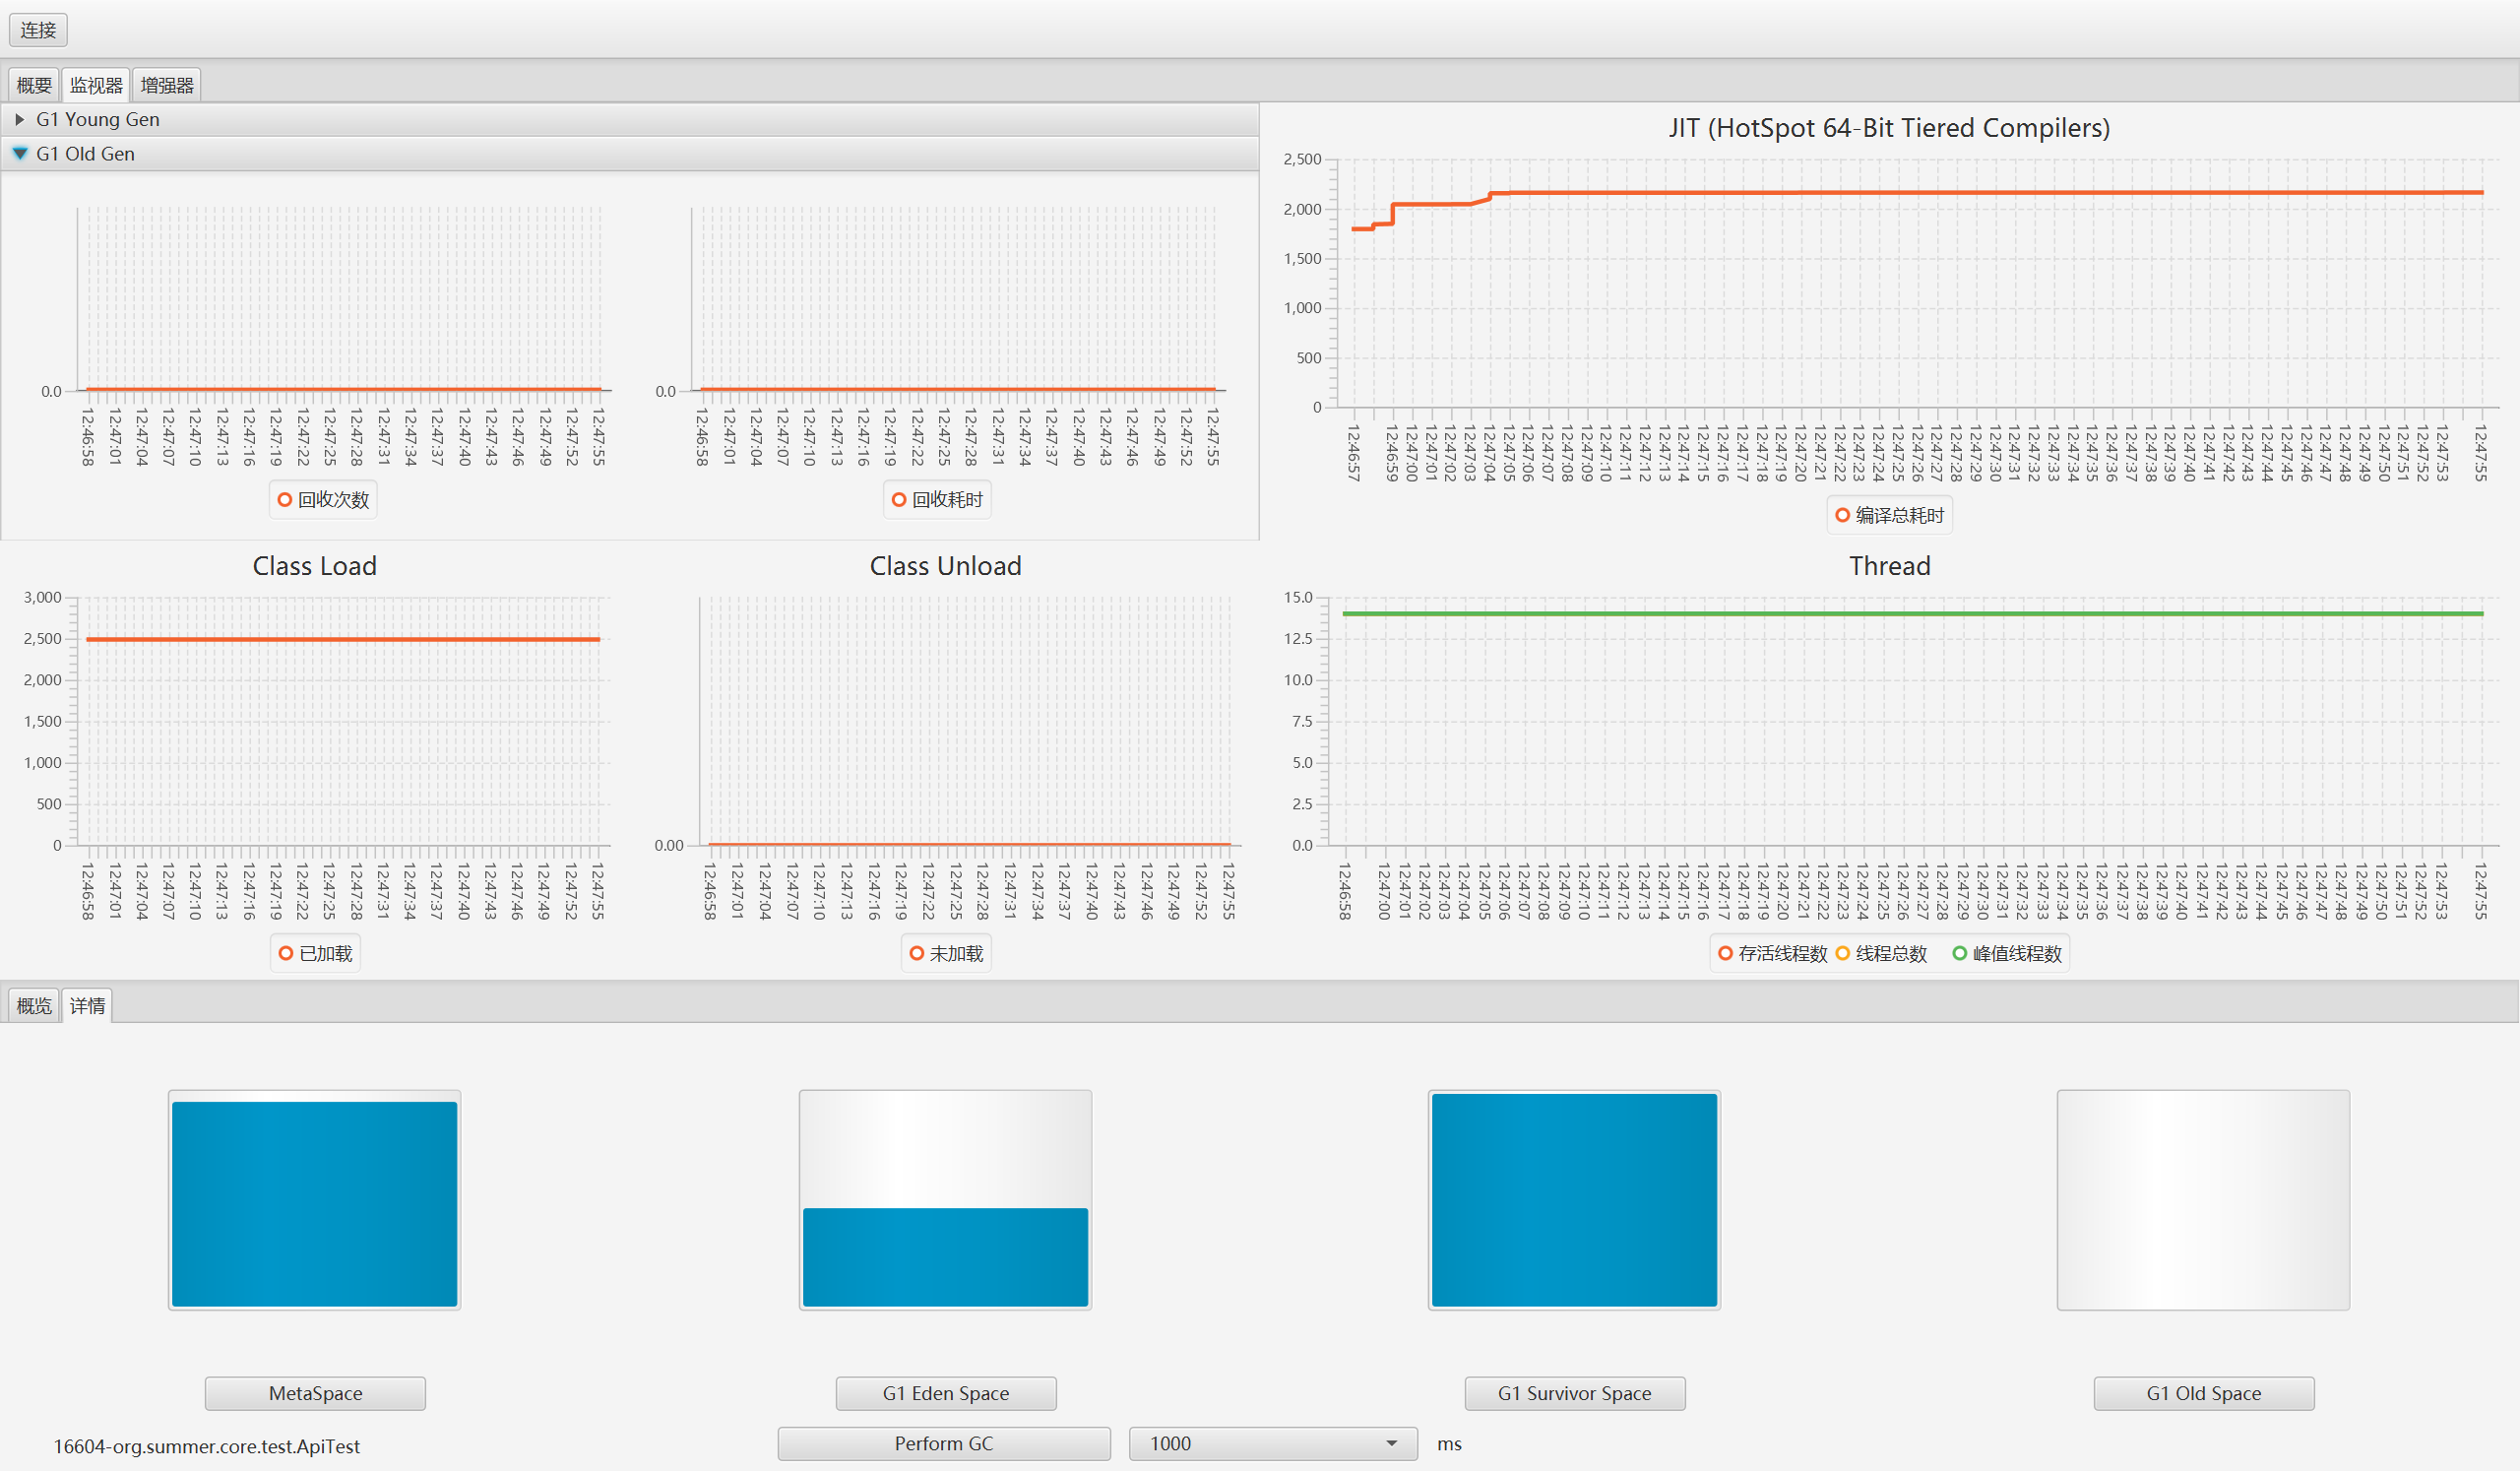 连接
概要 监视器 增强器
G1 Young Gen
G1 Old Gen
0.0
12:46:58 12:47:01 12:47:04 12:47:07 12:47:10 12:47:13 12:47:16 12:47:19 12:47:22 12:47:25 12:47:28 12:47:31 12:47:34 12:47:37 12:47:40 12:47:43 12:47:46 12:47:49 12:47:52 12:47:55
回收次数
0.0
12:46:58 12:47:01 12:47:04 12:47:07 12:47:10 12:47:13 12:47:16 12:47:19 12:47:22 12:47:25 12:47:28 12:47:31 12:47:34 12:47:37 12:47:40 12:47:43 12:47:46 12:47:49 12:47:52 12:47:55
回收耗时
JIT (HotSpot 64-Bit Tiered Compilers)
2,500
2,000
1,500
1,000
500
0
12:46:57 12:46:59 12:47:00 12:47:01 12:47:02 12:47:03 12:47:04 12:47:05 12:47:06 12:47:07 12:47:08 12:47:09 12:47:10 12:47:11 12:47:12 12:47:13 12:47:14 12:47:15 12:47:16 12:47:17 12:47:18 12:47:19 12:47:20 12:47:21 12:47:22 12:47:23 12:47:24 12:47:25 12:47:26 12:47:27 12:47:28 12:47:29 12:47:30 12:47:31 12:47:32 12:47:33 12:47:34 12:47:35 12:47:36 12:47:37 12:47:38 12:47:39 12:47:40 12:47:41 12:47:42 12:47:43 12:47:44 12:47:45 12:47:46 12:47:47 12:47:48 12:47:49 12:47:50 12:47:51 12:47:52 12:47:53 12:47:55
编译总耗时
Class Load
3,000
2,500
2,000
1,500
1,000
500
0
12:46:58 12:47:01 12:47:04 12:47:07 12:47:10 12:47:13 12:47:16 12:47:19 12:47:22 12:47:25 12:47:28 12:47:31 12:47:34 12:47:37 12:47:40 12:47:43 12:47:46 12:47:49 12:47:52 12:47:55
已加载
Class Unload
0.00
12:46:58 12:47:01 12:47:04 12:47:07 12:47:10 12:47:13 12:47:16 12:47:19 12:47:22 12:47:25 12:47:28 12:47:31 12:47:34 12:47:37 12:47:40 12:47:43 12:47:46 12:47:49 12:47:52 12:47:55
未加载
Thread
15.0
12.5
10.0
7.5
5.0
2.5
0.0
12:46:58 12:47:00 12:47:01 12:47:02 12:47:03 12:47:04 12:47:05 12:47:06 12:47:07 12:47:08 12:47:09 12:47:10 12:47:11 12:47:12 12:47:13 12:47:14 12:47:15 12:47:16 12:47:17 12:47:18 12:47:19 12:47:20 12:47:21 12:47:22 12:47:23 12:47:24 12:47:25 12:47:26 12:47:27 12:47:28 12:47:29 12:47:30 12:47:31 12:47:32 12:47:33 12:47:34 12:47:35 12:47:36 12:47:37 12:47:38 12:47:39 12:47:40 12:47:41 12:47:42 12:47:43 12:47:44 12:47:45 12:47:46 12:47:47 12:47:48 12:47:49 12:47:50 12:47:51 12:47:52 12:47:53 12:47:55
存活线程数 线程总数 峰值线程数
概览 详情
MetaSpace
G1 Eden Space
G1 Survivor Space
G1 Old Space
16604-org.summer.core.test.ApiTest
Perform GC
1000
ms